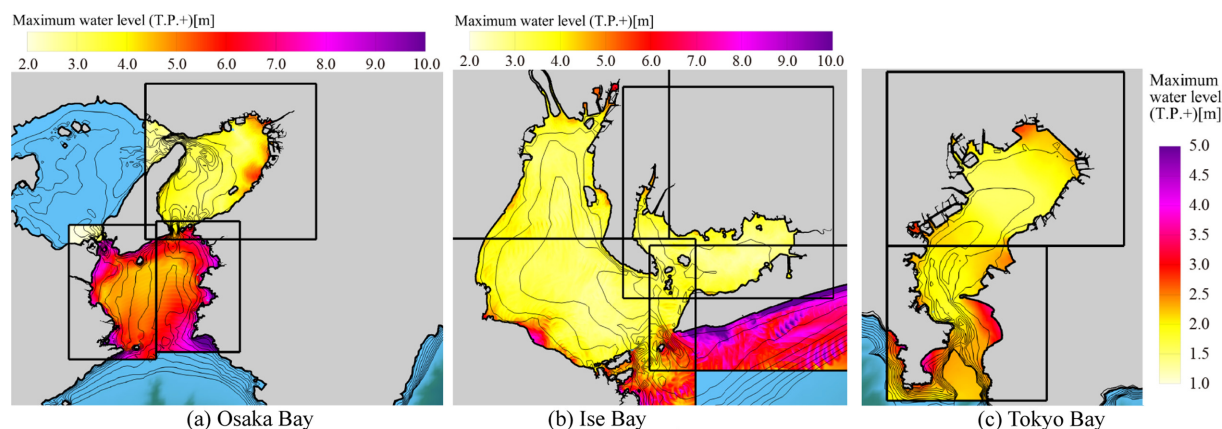 Maximum water level (T.P.+)[m]
2.0 3.0 4.0 5.0 6.0 7.0 8.0 9.0 10.0
(a) Osaka Bay
Maximum water level (T.P.+)[m]
2.0 3.0 4.0 5.0 6.0 7.0 8.0 9.0 10.0
(b) Ise Bay
Maximum
water level
(T.P.+)[m]
5.0
4.5
4.0
3.5
3.0
2.5
2.0
1.5
1.0
(c) Tokyo Bay